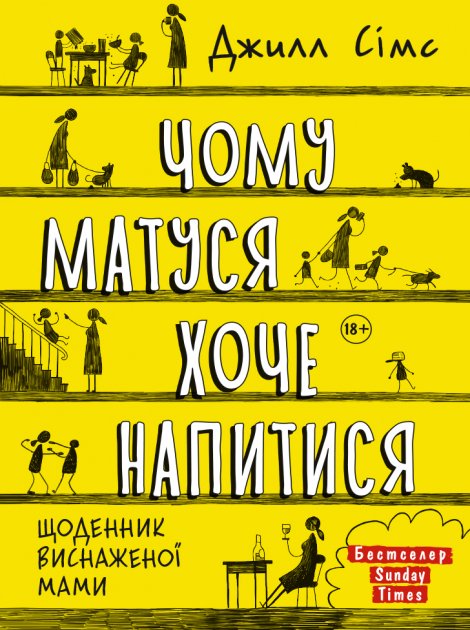 Джилл Сімс
ЧОМУ
МАТУСЯ
ХОЧЕ
18+
НАПИТИСЯ
ЩОДЕННИК
ВИСНАЖЕНОЇ
МАМИ
Бестселер
Sunday
Times